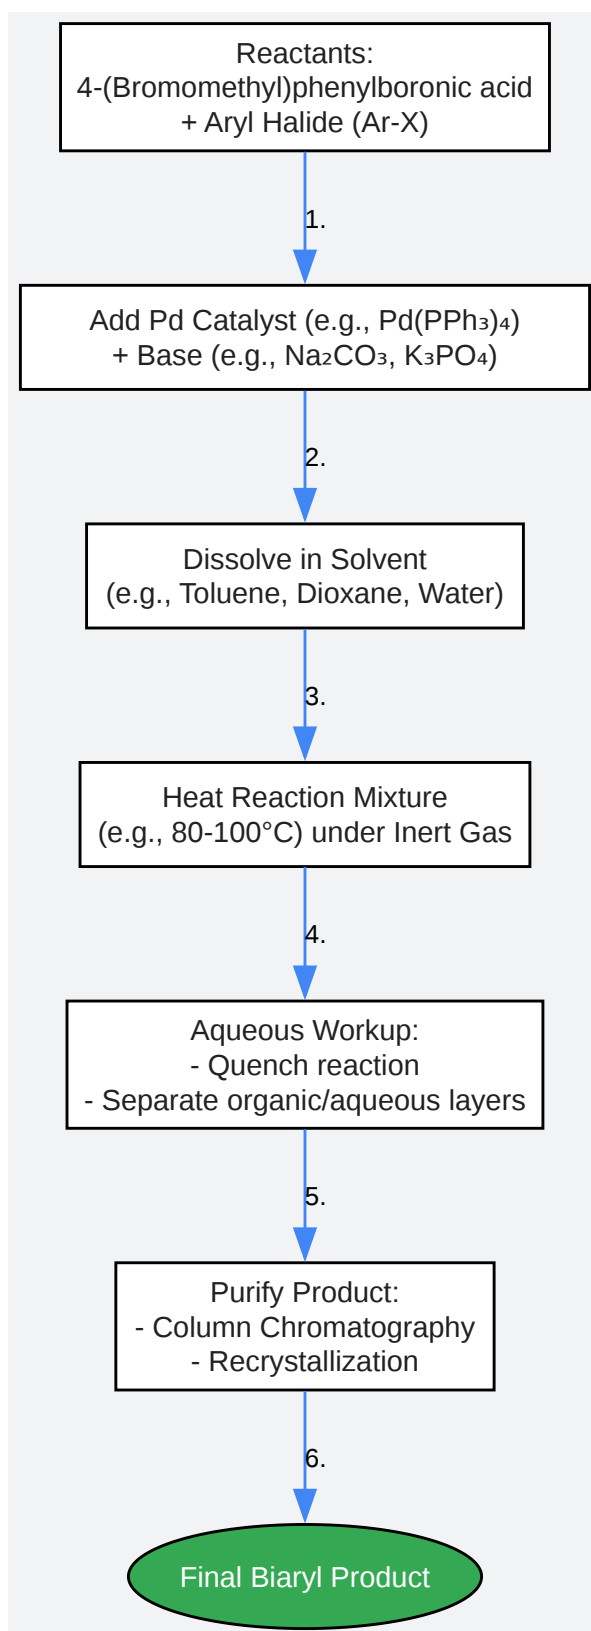 Reactants:
4-(Bromomethyl)phenylboronic acid
+ Aryl Halide (Ar-X)
1.
Add Pd Catalyst (e.g., Pd(PPh₃)₄)
+ Base (e.g., Na₂CO₃, K₃PO₄)
2.
Dissolve in Solvent
(e.g., Toluene, Dioxane, Water)
3.
Heat Reaction Mixture
(e.g., 80-100°C) under Inert Gas
4.
Aqueous Workup:
- Quench reaction
- Separate organic/aqueous layers
5.
Purify Product:
- Column Chromatography
- Recrystallization
6.
Final Biaryl Product